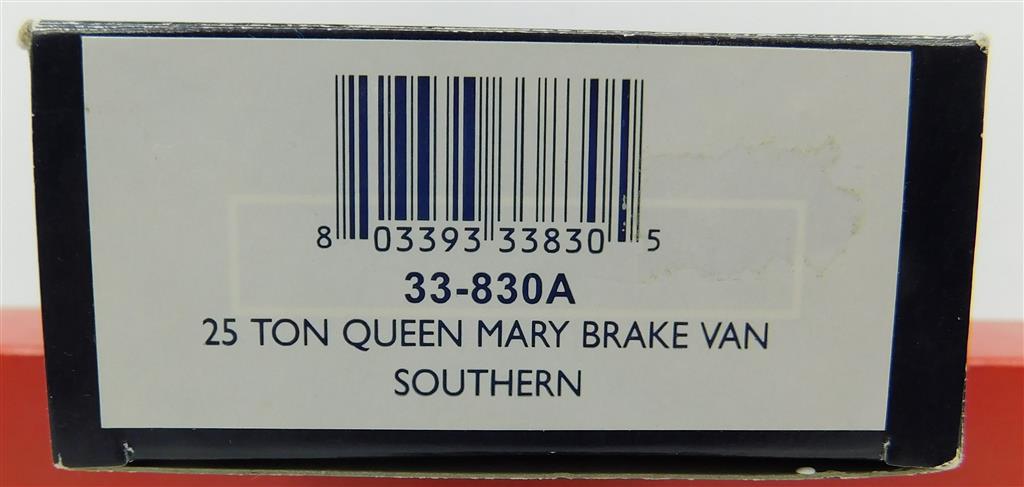 8 03393 33830 5
33-830A
25 TON QUEEN MARY BRAKE VAN
SOUTHERN